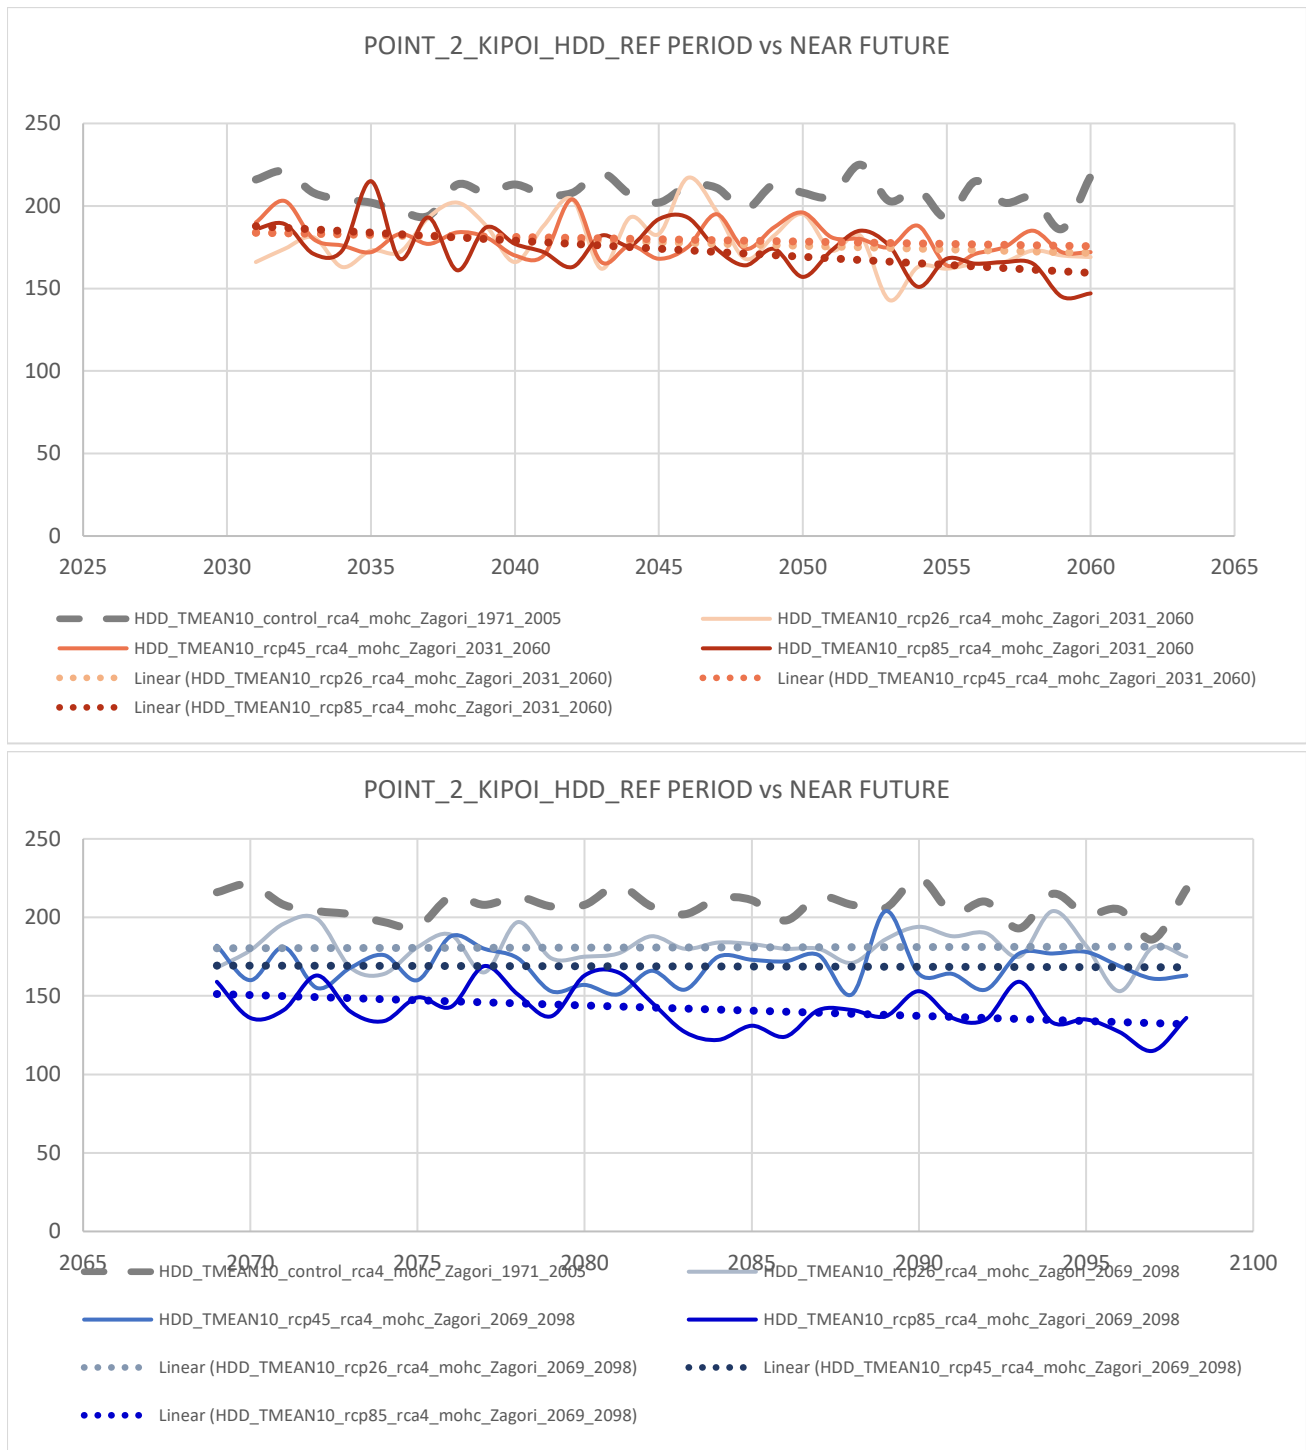 POINT_2_KIPOI_HDD_REF PERIOD vs NEAR FUTURE
250
200
150
100
50
0
2025 2030 2035 2040 2045 2050 2055 2060 2065
HDD_TMEAN10_control_rca4_mohc_Zagori_1971_2005 HDD_TMEAN10_rcp26_rca4_mohc_Zagori_2031_2060
HDD_TMEAN10_rcp45_rca4_mohc_Zagori_2031_2060 HDD_TMEAN10_rcp85_rca4_mohc_Zagori_2031_2060
Linear (HDD_TMEAN10_rcp26_rca4_mohc_Zagori_2031_2060) Linear (HDD_TMEAN10_rcp45_rca4_mohc_Zagori_2031_2060)
Linear (HDD_TMEAN10_rcp85_rca4_mohc_Zagori_2031_2060)
POINT_2_KIPOI_HDD_REF PERIOD vs NEAR FUTURE
250
200
150
100
50
0
2065 2070 2075 2080 2085 2090 2095 2100
HDD_TMEAN10_control_rca4_mohc_Zagori_1971_2005 HDD_TMEAN10_rcp26_rca4_mohc_Zagori_2069_2098
HDD_TMEAN10_rcp45_rca4_mohc_Zagori_2069_2098 HDD_TMEAN10_rcp85_rca4_mohc_Zagori_2069_2098
Linear (HDD_TMEAN10_rcp26_rca4_mohc_Zagori_2069_2098) Linear (HDD_TMEAN10_rcp45_rca4_mohc_Zagori_2069_2098)
Linear (HDD_TMEAN10_rcp85_rca4_mohc_Zagori_2069_2098)